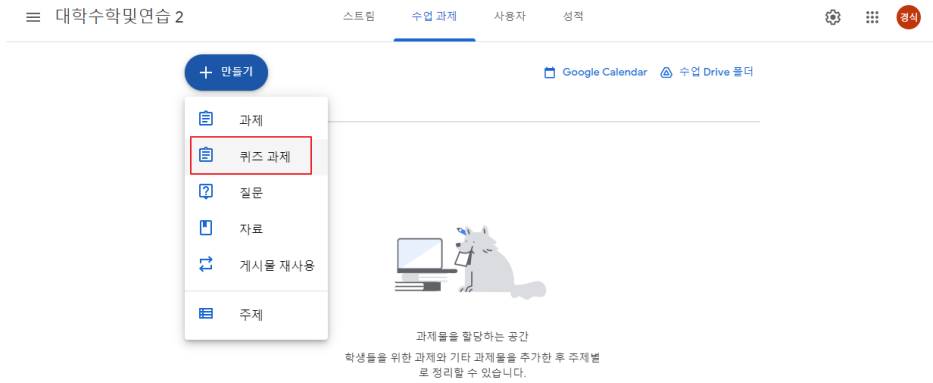 대학수학및연습 2
스트림 수업 과제 사용자 성적
경식
만들기
Google Calendar 수업 Drive 폴더
과제
퀴즈 과제
질문
자료
게시물 재사용
주제
과제물을 할당하는 공간
학생들을 위한 과제와 기타 과제물을 추가한 후 주제별
로 정리할 수 있습니다.